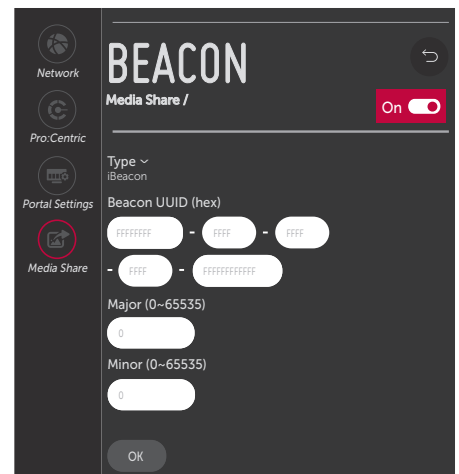 Network
Pro:Centric
Portal Settings
Media Share
BEACON
Media Share /
On
Type
iBeacon
Beacon UUID (hex)
FFFFFFFF - FFFF - FFFF
- FFFF - FFFFFFFFFFFF
Major (0~65535)
0
Minor (0~65535)
0
OK